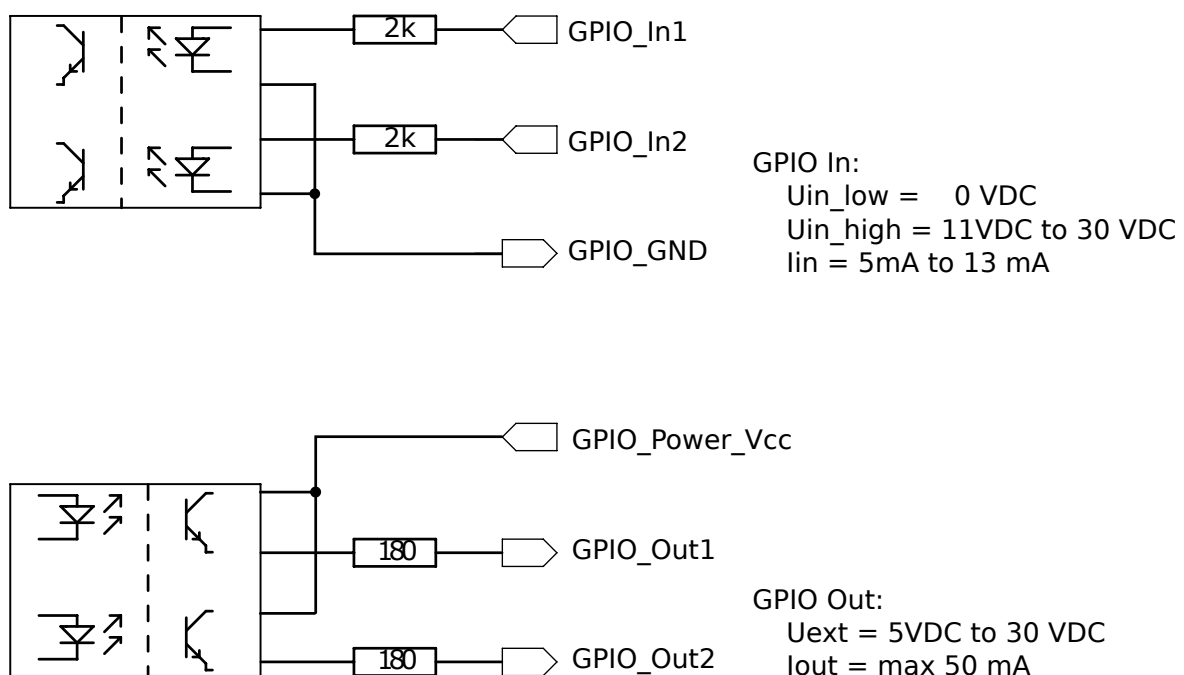 2k
GPIO_In1
2k
GPIO_In2
GPIO_GND
GPIO In:
Uin_low = 0 VDC
Uin_high = 11VDC to 30 VDC
Iin = 5mA to 13 mA
GPIO_Power_Vcc
180
GPIO_Out1
180
GPIO_Out2
GPIO Out:
Uext = 5VDC to 30 VDC
Iout = max 50 mA